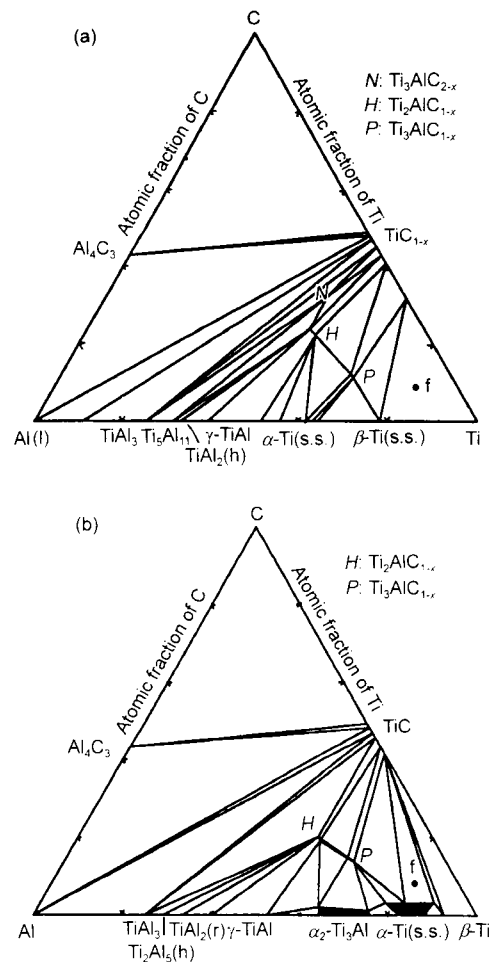 (a)
C
N: Ti₃AlC₂₋ₓ
H: Ti₂AlC₁₋ₓ
P: Ti₃AlC₁₋ₓ
Atomic fraction of C
Atomic fraction of Ti
Al₄C₃
TiC₁₋ₓ
N
H
P
f
Al(l)
TiAl₃
Ti₅Al₁₁
γ-TiAl
TiAl₂(h)
α-Ti(s.s.)
β-Ti(s.s.)
Ti
(b)
C
H: Ti₂AlC₁₋ₓ
P: Ti₃AlC₁₋ₓ
Atomic fraction of C
Atomic fraction of Ti
Al₄C₃
TiC
H
P
f
Al
TiAl₃
TiAl₂(r)
γ-TiAl
α₂-Ti₃Al
α-Ti(s.s.)
β-Ti
Ti₂Al₅(h)